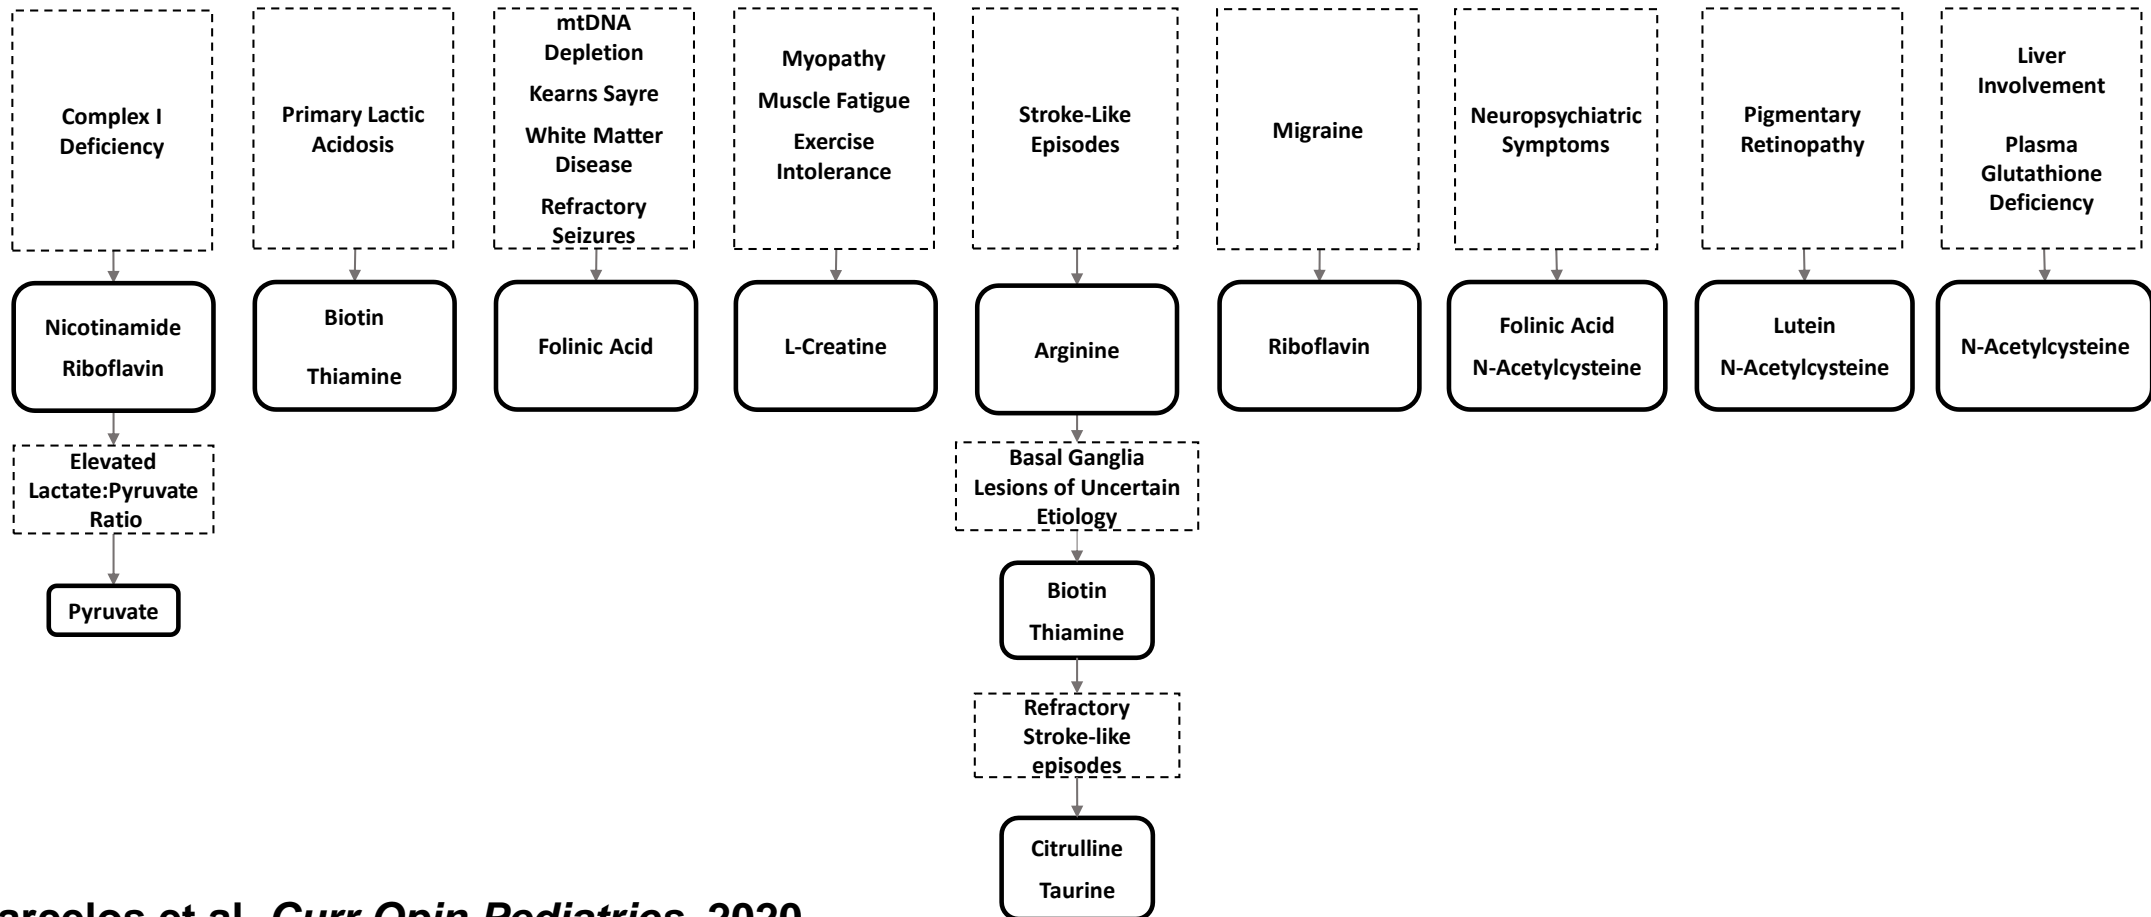 Complex I
Deficiency
Primary Lactic
Acidosis
mtDNA
Depletion
Kearns Sayre
White Matter
Disease
Refractory
Seizures
Myopathy
Muscle Fatigue
Exercise
Intolerance
Stroke-Like
Episodes
Migraine
Neuropsychiatric
Symptoms
Pigmentary
Retinopathy
Liver
Involvement
Plasma
Glutathione
Deficiency
Nicotinamide
Riboflavin
Biotin
Thiamine
Folinic Acid
L-Creatine
Arginine
Riboflavin
Folinic Acid
N-Acetylcysteine
Lutein
N-Acetylcysteine
N-Acetylcysteine
Elevated
Lactate:Pyruvate
Ratio
Pyruvate
Basal Ganglia
Lesions of Uncertain
Etiology
Biotin
Thiamine
Refractory
Stroke-like
episodes
Citrulline
Taurine
arcelos et al. Curr Opin Pediatrics, 2020